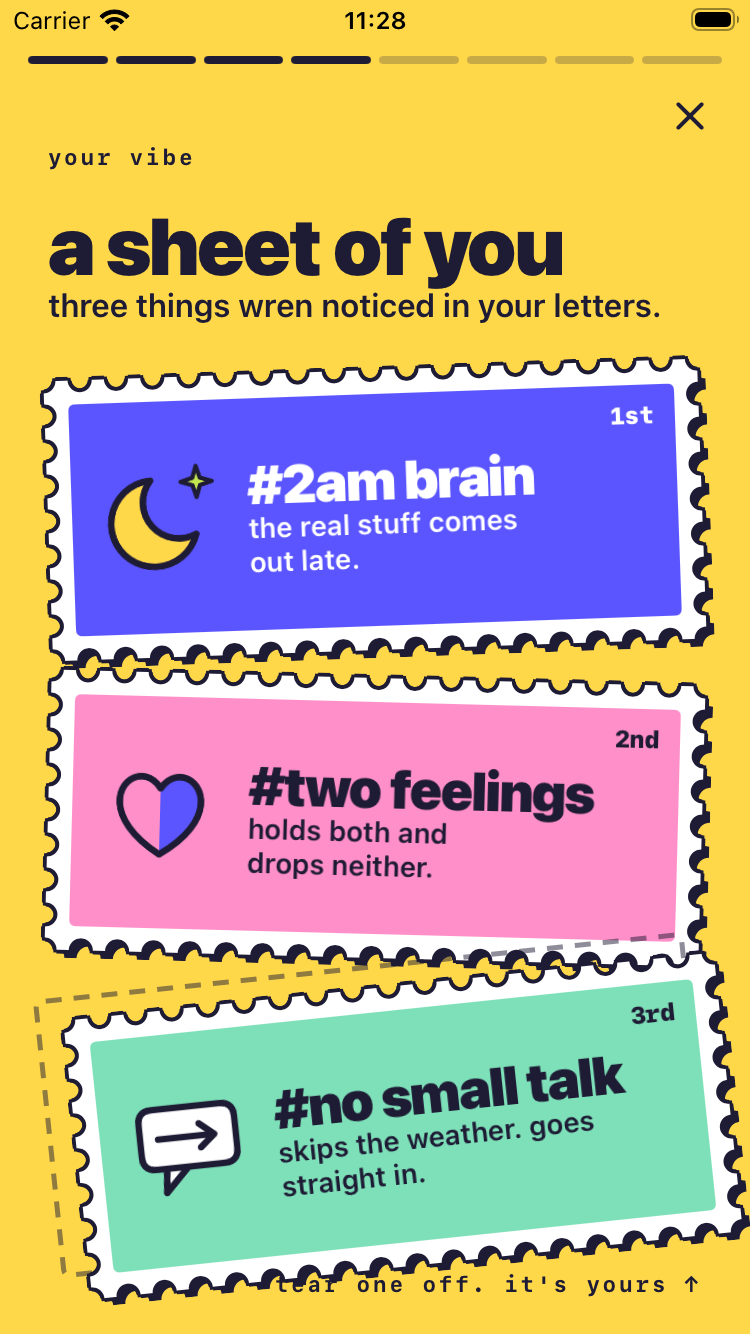 Carrier
11:28
your vibe
a sheet of you
three things wren noticed in your letters.
1st
#2am brain
the real stuff comes
out late.
2nd
#two feelings
holds both and
drops neither.
3rd
#no small talk
skips the weather. goes
straight in.
tear one off. it's yours ↑